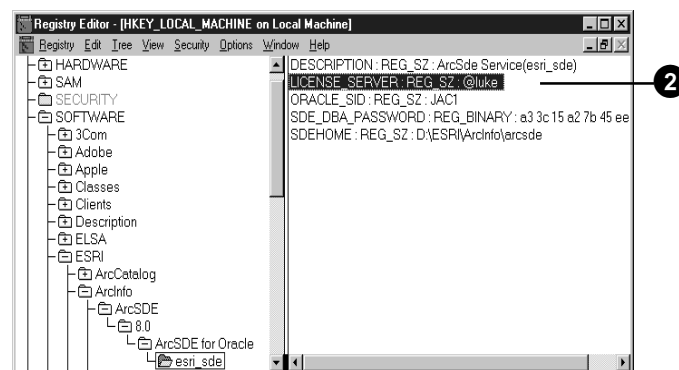 Registry Editor - [HKEY_LOCAL_MACHINE on Local Machine]
Registry Edit Tree View Security Options Window Help
HARDWARE
SAM
SECURITY
SOFTWARE
3Com
Adobe
Apple
Classes
Clients
Description
ELSA
ESRI
ArcCatalog
ArcInfo
ArcSDE
8.0
ArcSDE for Oracle
esri_sde
DESCRIPTION : REG_SZ : ArcSde Service(esri_sde)
LICENSE_SERVER : REG_SZ : @luke
ORACLE_SID : REG_SZ : JAC1
SDE_DBA_PASSWORD : REG_BINARY : a3 3c 15 a2 7b 45 ee
SDEHOME : REG_SZ : D:\ESRI\ArcInfo\arcsde
2